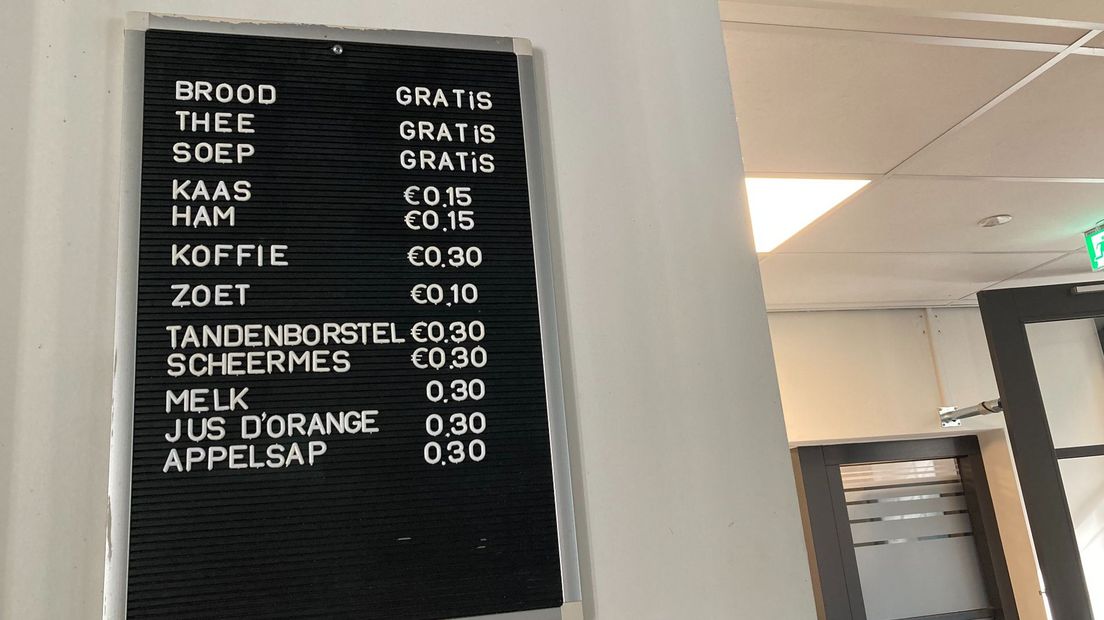 BROOD GRATiS
THEE GRATiS
SOEP GRATiS
KAAS €0.15
HAM €0.15
KOFFIE €0.30
ZOET €0.10
TANDENBORSTEL €0.30
SCHEERMES €0.30
MELK 0.30
JUS D'ORANGE 0.30
APPELSAP 0.30